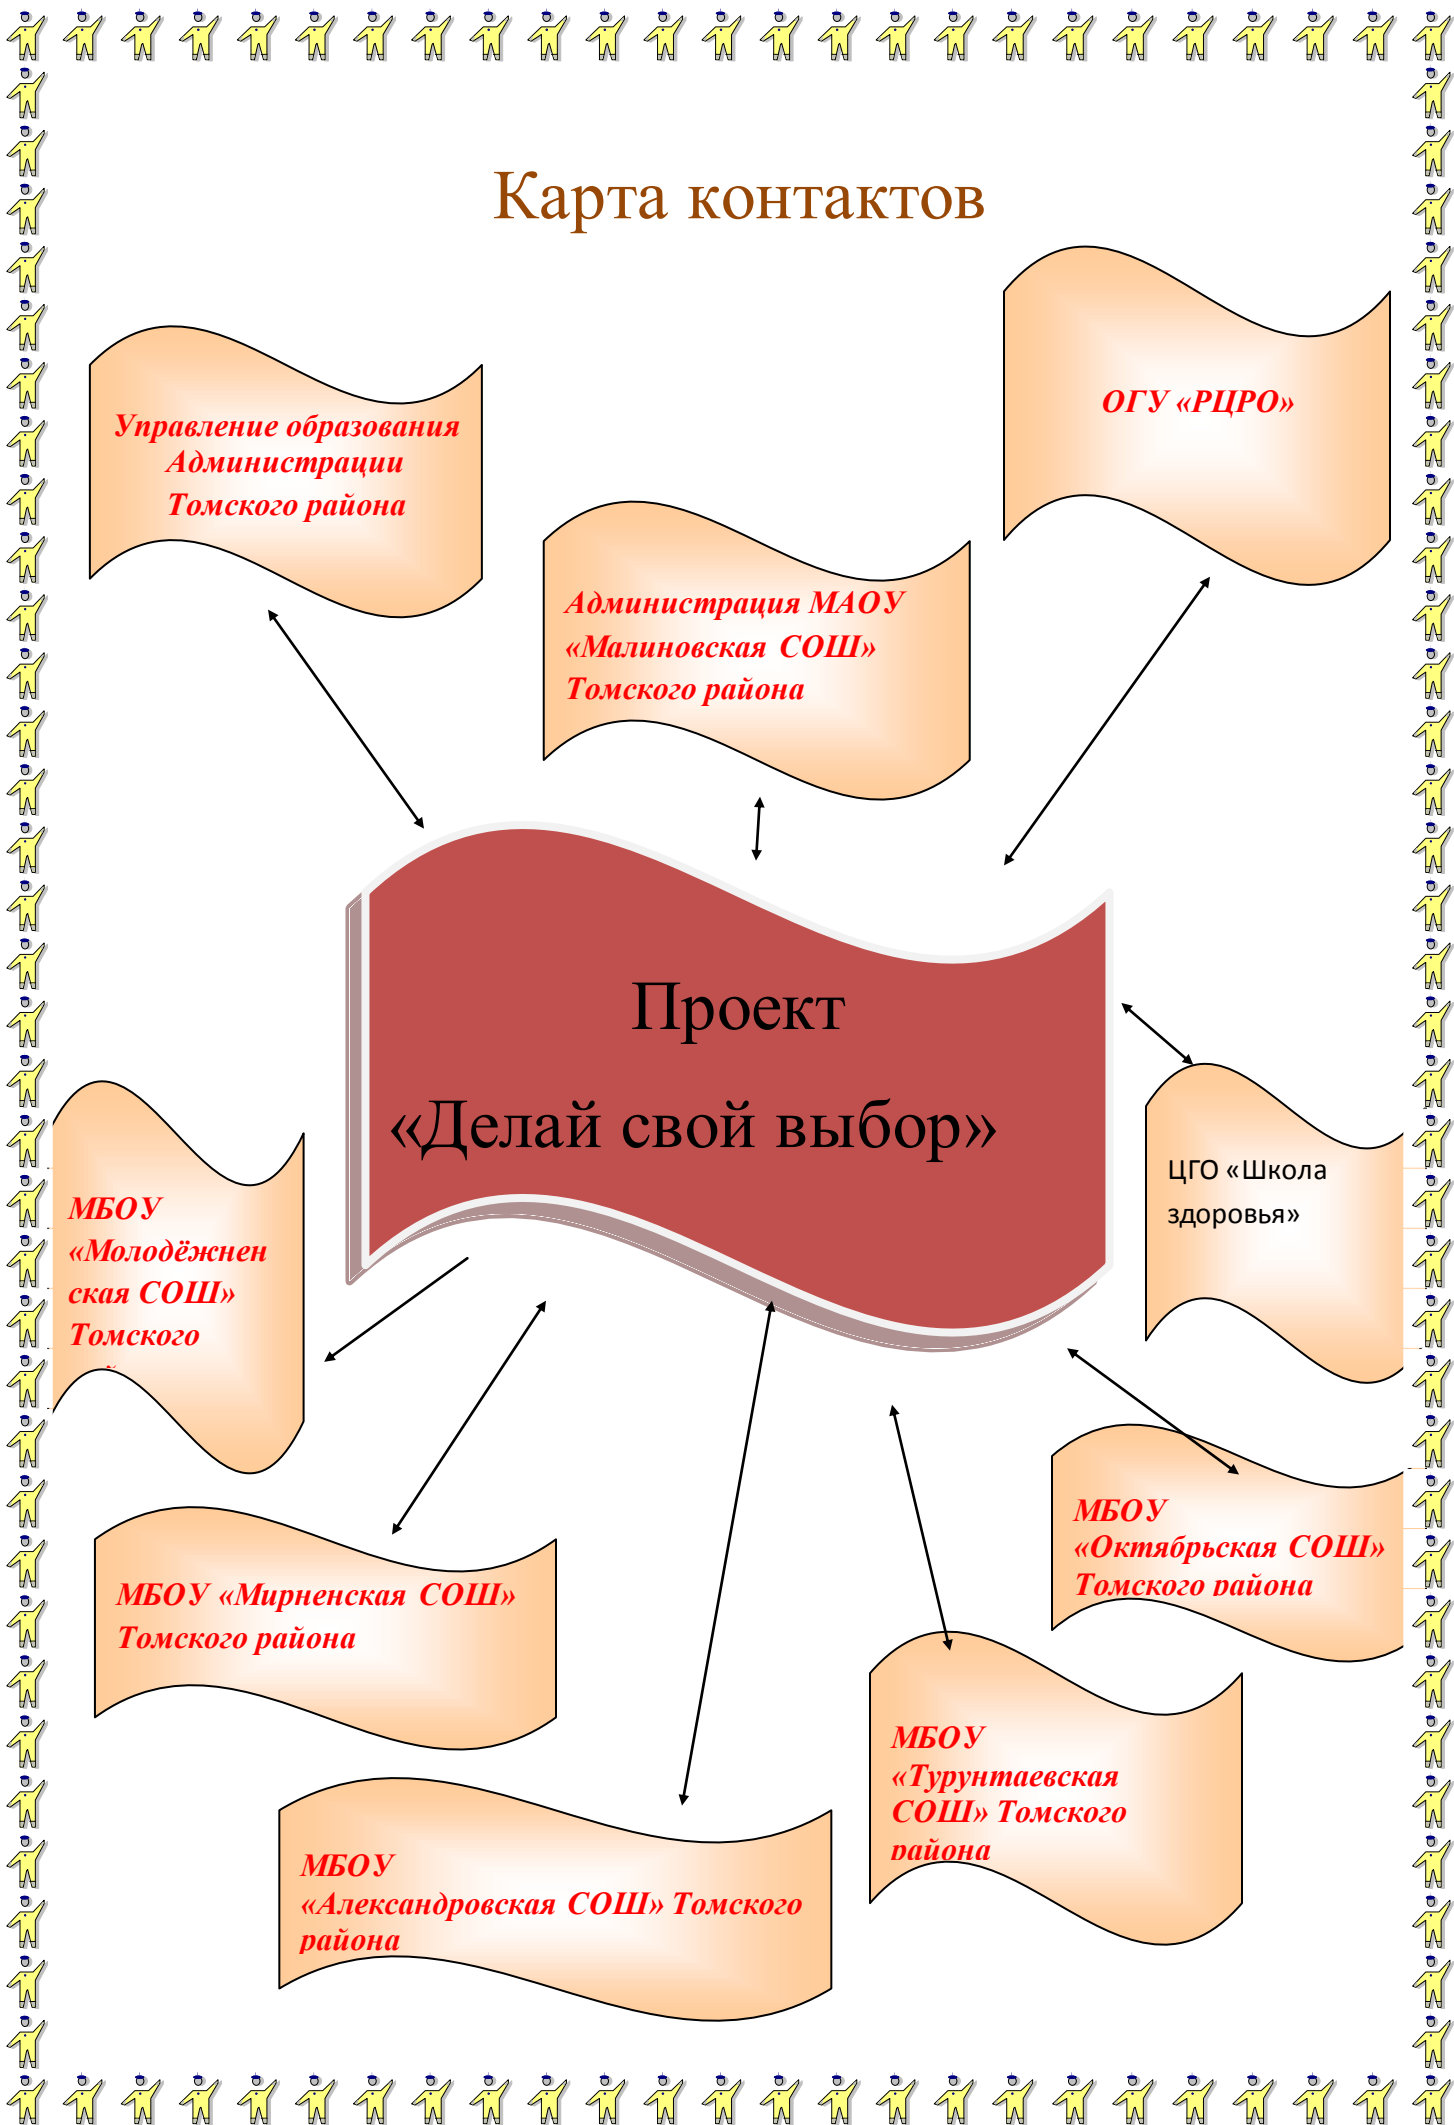 Карта контактов
ОГУ «РЦРО»
Управление образования
Администрации
Томского района
Администрация МАОУ
«Малиновская СОШ»
Томского района
Проект
«Делай свой выбор»
ЦГО «Школа
здоровья»
МБОУ
«Молодёжнен
ская СОШ»
Томского
МБОУ
«Октябрьская СОШ»
Томского района
МБОУ «Мирненская СОШ»
Томского района
МБОУ
«Турунтаевская
СОШ» Томского
района
МБОУ
«Александровская СОШ» Томского
района